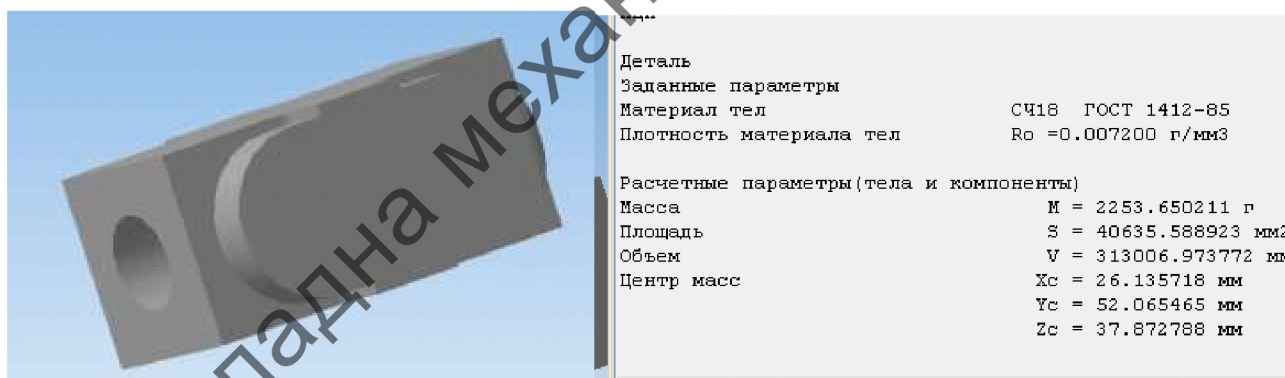 Деталь
Заданные параметры
Материал тел СЧ18 ГОСТ 1412-85
Плотность материала тел Ro =0.007200 г/мм3
Расчетные параметры(тела и компоненты)
Масса M = 2253.650211 г
Площадь S = 40635.588923 мм2
Объем V = 313006.973772 мм
Центр масс Xc = 26.135718 мм
Yc = 52.065465 мм
Zc = 37.872788 мм